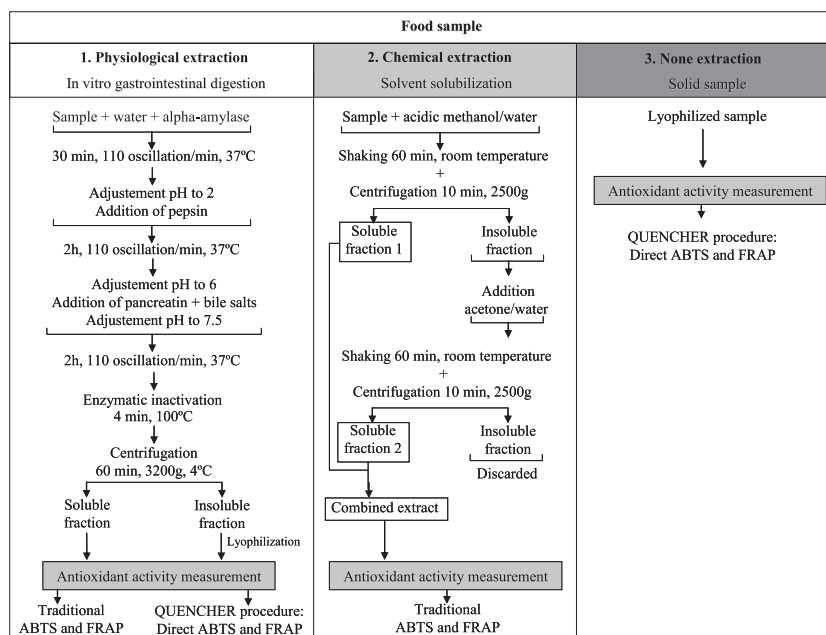 Food sample
1. Physiological extraction
In vitro gastrointestinal digestion
Sample + water + alpha-amylase
30 min, 110 oscillation/min, 37ºC
Adjustement pH to 2
Addition of pepsin
2h, 110 oscillation/min, 37ºC
Adjustement pH to 6
Addition of pancreatin + bile salts
Adjustement pH to 7.5
2h, 110 oscillation/min, 37ºC
Enzymatic inactivation
4 min, 100ºC
Centrifugation
60 min, 3200g, 4ºC
Soluble
fraction
Insoluble
fraction
Lyophilization
Antioxidant activity measurement
Traditional
ABTS and FRAP
QUENCHER procedure:
Direct ABTS and FRAP
2. Chemical extraction
Solvent solubilization
Sample + acidic methanol/water
Shaking 60 min, room temperature
+
Centrifugation 10 min, 2500g
Soluble
fraction 1
Insoluble
fraction
Addition
acetone/water
Shaking 60 min, room temperature
+
Centrifugation 10 min, 2500g
Soluble
fraction 2
Insoluble
fraction
Discarded
Combined extract
Antioxidant activity measurement
Traditional
ABTS and FRAP
3. None extraction
Solid sample
Lyophilized sample
Antioxidant activity measurement
QUENCHER procedure:
Direct ABTS and FRAP